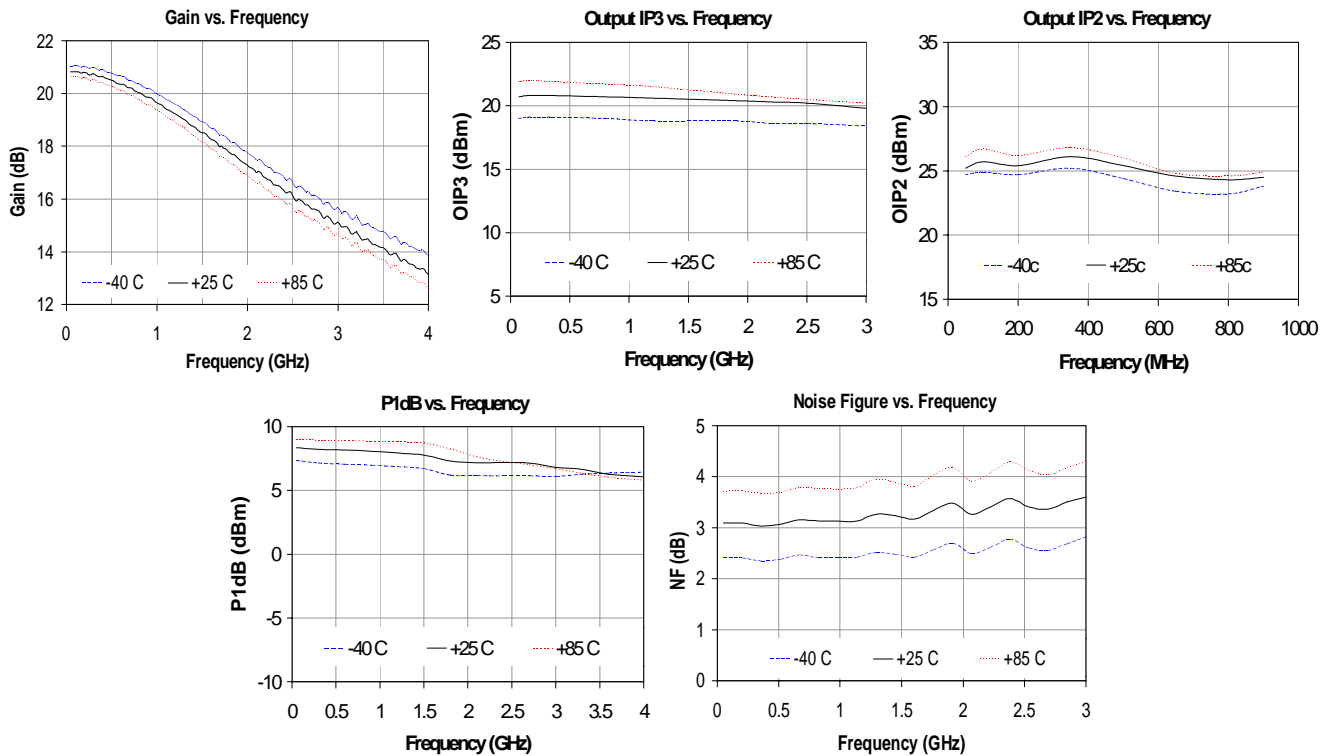 Gain vs. Frequency
22
20
18
16
14
12
Gain (dB)
-40 C
+25 C
+85 C
0
1
2
3
4
Frequency (GHz)
Output IP3 vs. Frequency
25
20
15
10
5
OIP3 (dBm)
-40 C
+25 C
+85 C
0
0.5
1
1.5
2
2.5
3
Frequency (GHz)
Output IP2 vs. Frequency
35
30
25
20
15
OIP2 (dBm)
-40c
+25c
+85c
0
200
400
600
800
1000
Frequency (MHz)
P1dB vs. Frequency
10
5
0
-5
-10
P1dB (dBm)
-40 C
+25 C
+85 C
0
0.5
1
1.5
2
2.5
3
3.5
4
Frequency (GHz)
Noise Figure vs. Frequency
5
4
3
2
1
0
NF (dB)
-40 C
+25 C
+85 C
0
0.5
1
1.5
2
2.5
3
Frequency (GHz)